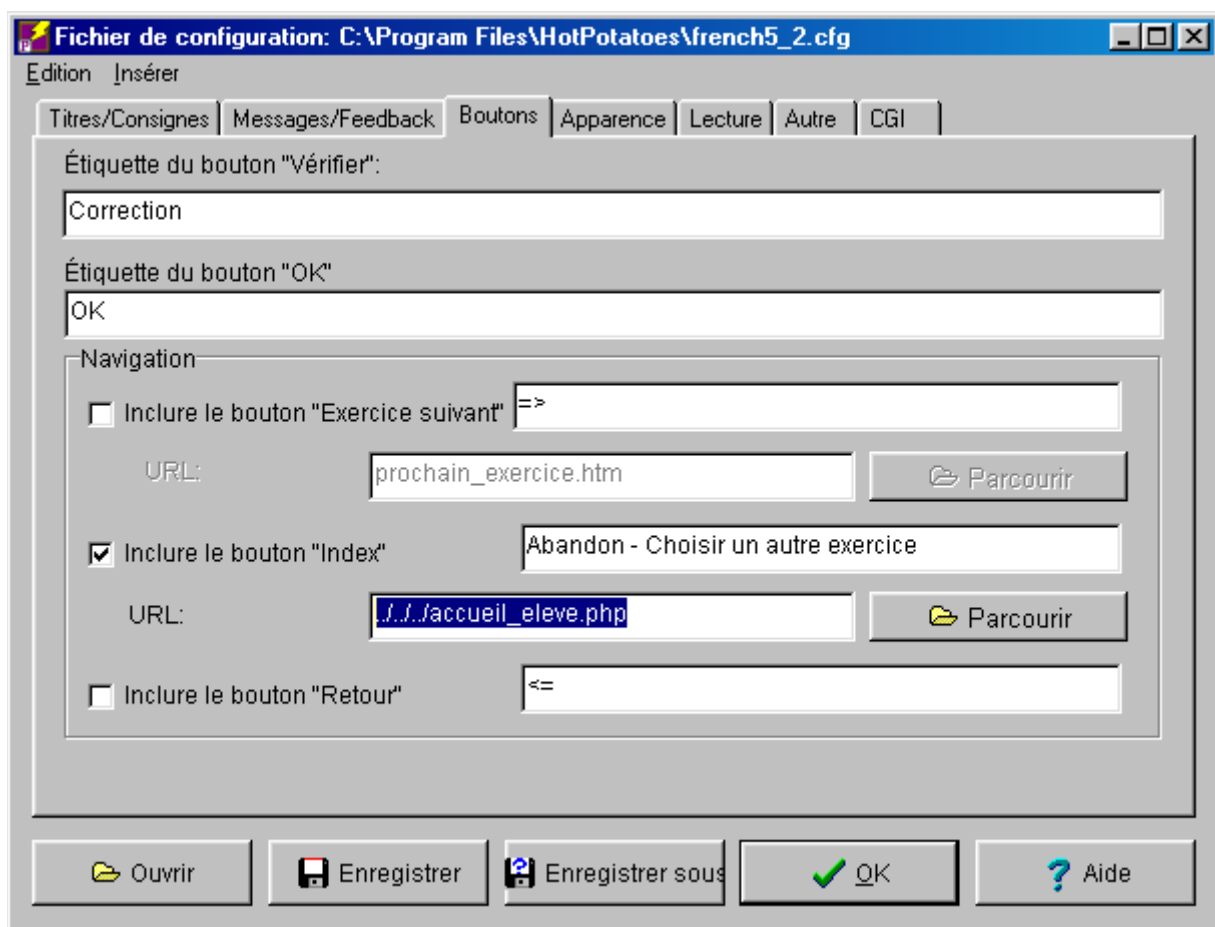 Fichier de configuration: C:\Program Files\HotPotatoes\french5_2.cfg
Edition Insérer
Titres/Consignes Messages/Feedback Boutons Apparence Lecture Autre CGI
Étiquette du bouton "Vérifier":
Correction
Étiquette du bouton "OK"
OK
Navigation
Inclure le bouton "Exercice suivant" =>
URL: prochain_exercice.htm Parcourir
Inclure le bouton "Index" Abandon - Choisir un autre exercice
URL: ../../../accueil_eleve.php Parcourir
Inclure le bouton "Retour" <=
Ouvrir Enregistrer Enregistrer sous OK Aide